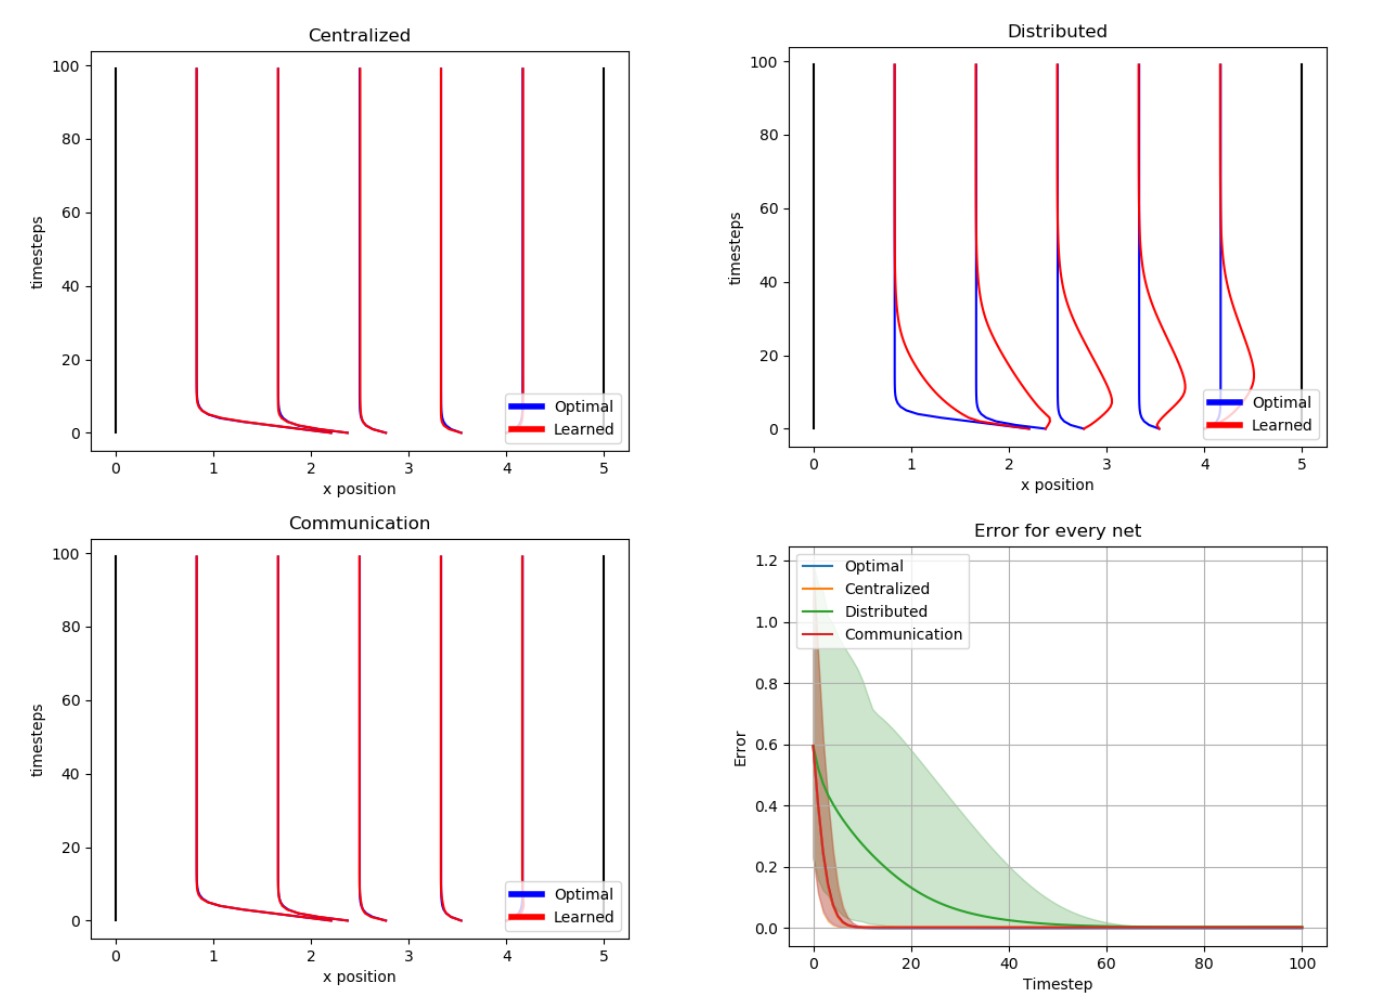 Centralized
100
80
60
40
20
0
timesteps
0 1 2 3 4 5
x position
Optimal
Learned
Distributed
100
80
60
40
20
0
timesteps
0 1 2 3 4 5
x position
Optimal
Learned
Communication
100
80
60
40
20
0
timesteps
0 1 2 3 4 5
x position
Optimal
Learned
Error for every net
1.2
1.0
0.8
0.6
0.4
0.2
0.0
Error
Optimal
Centralized
Distributed
Communication
0 20 40 60 80 100
Timestep